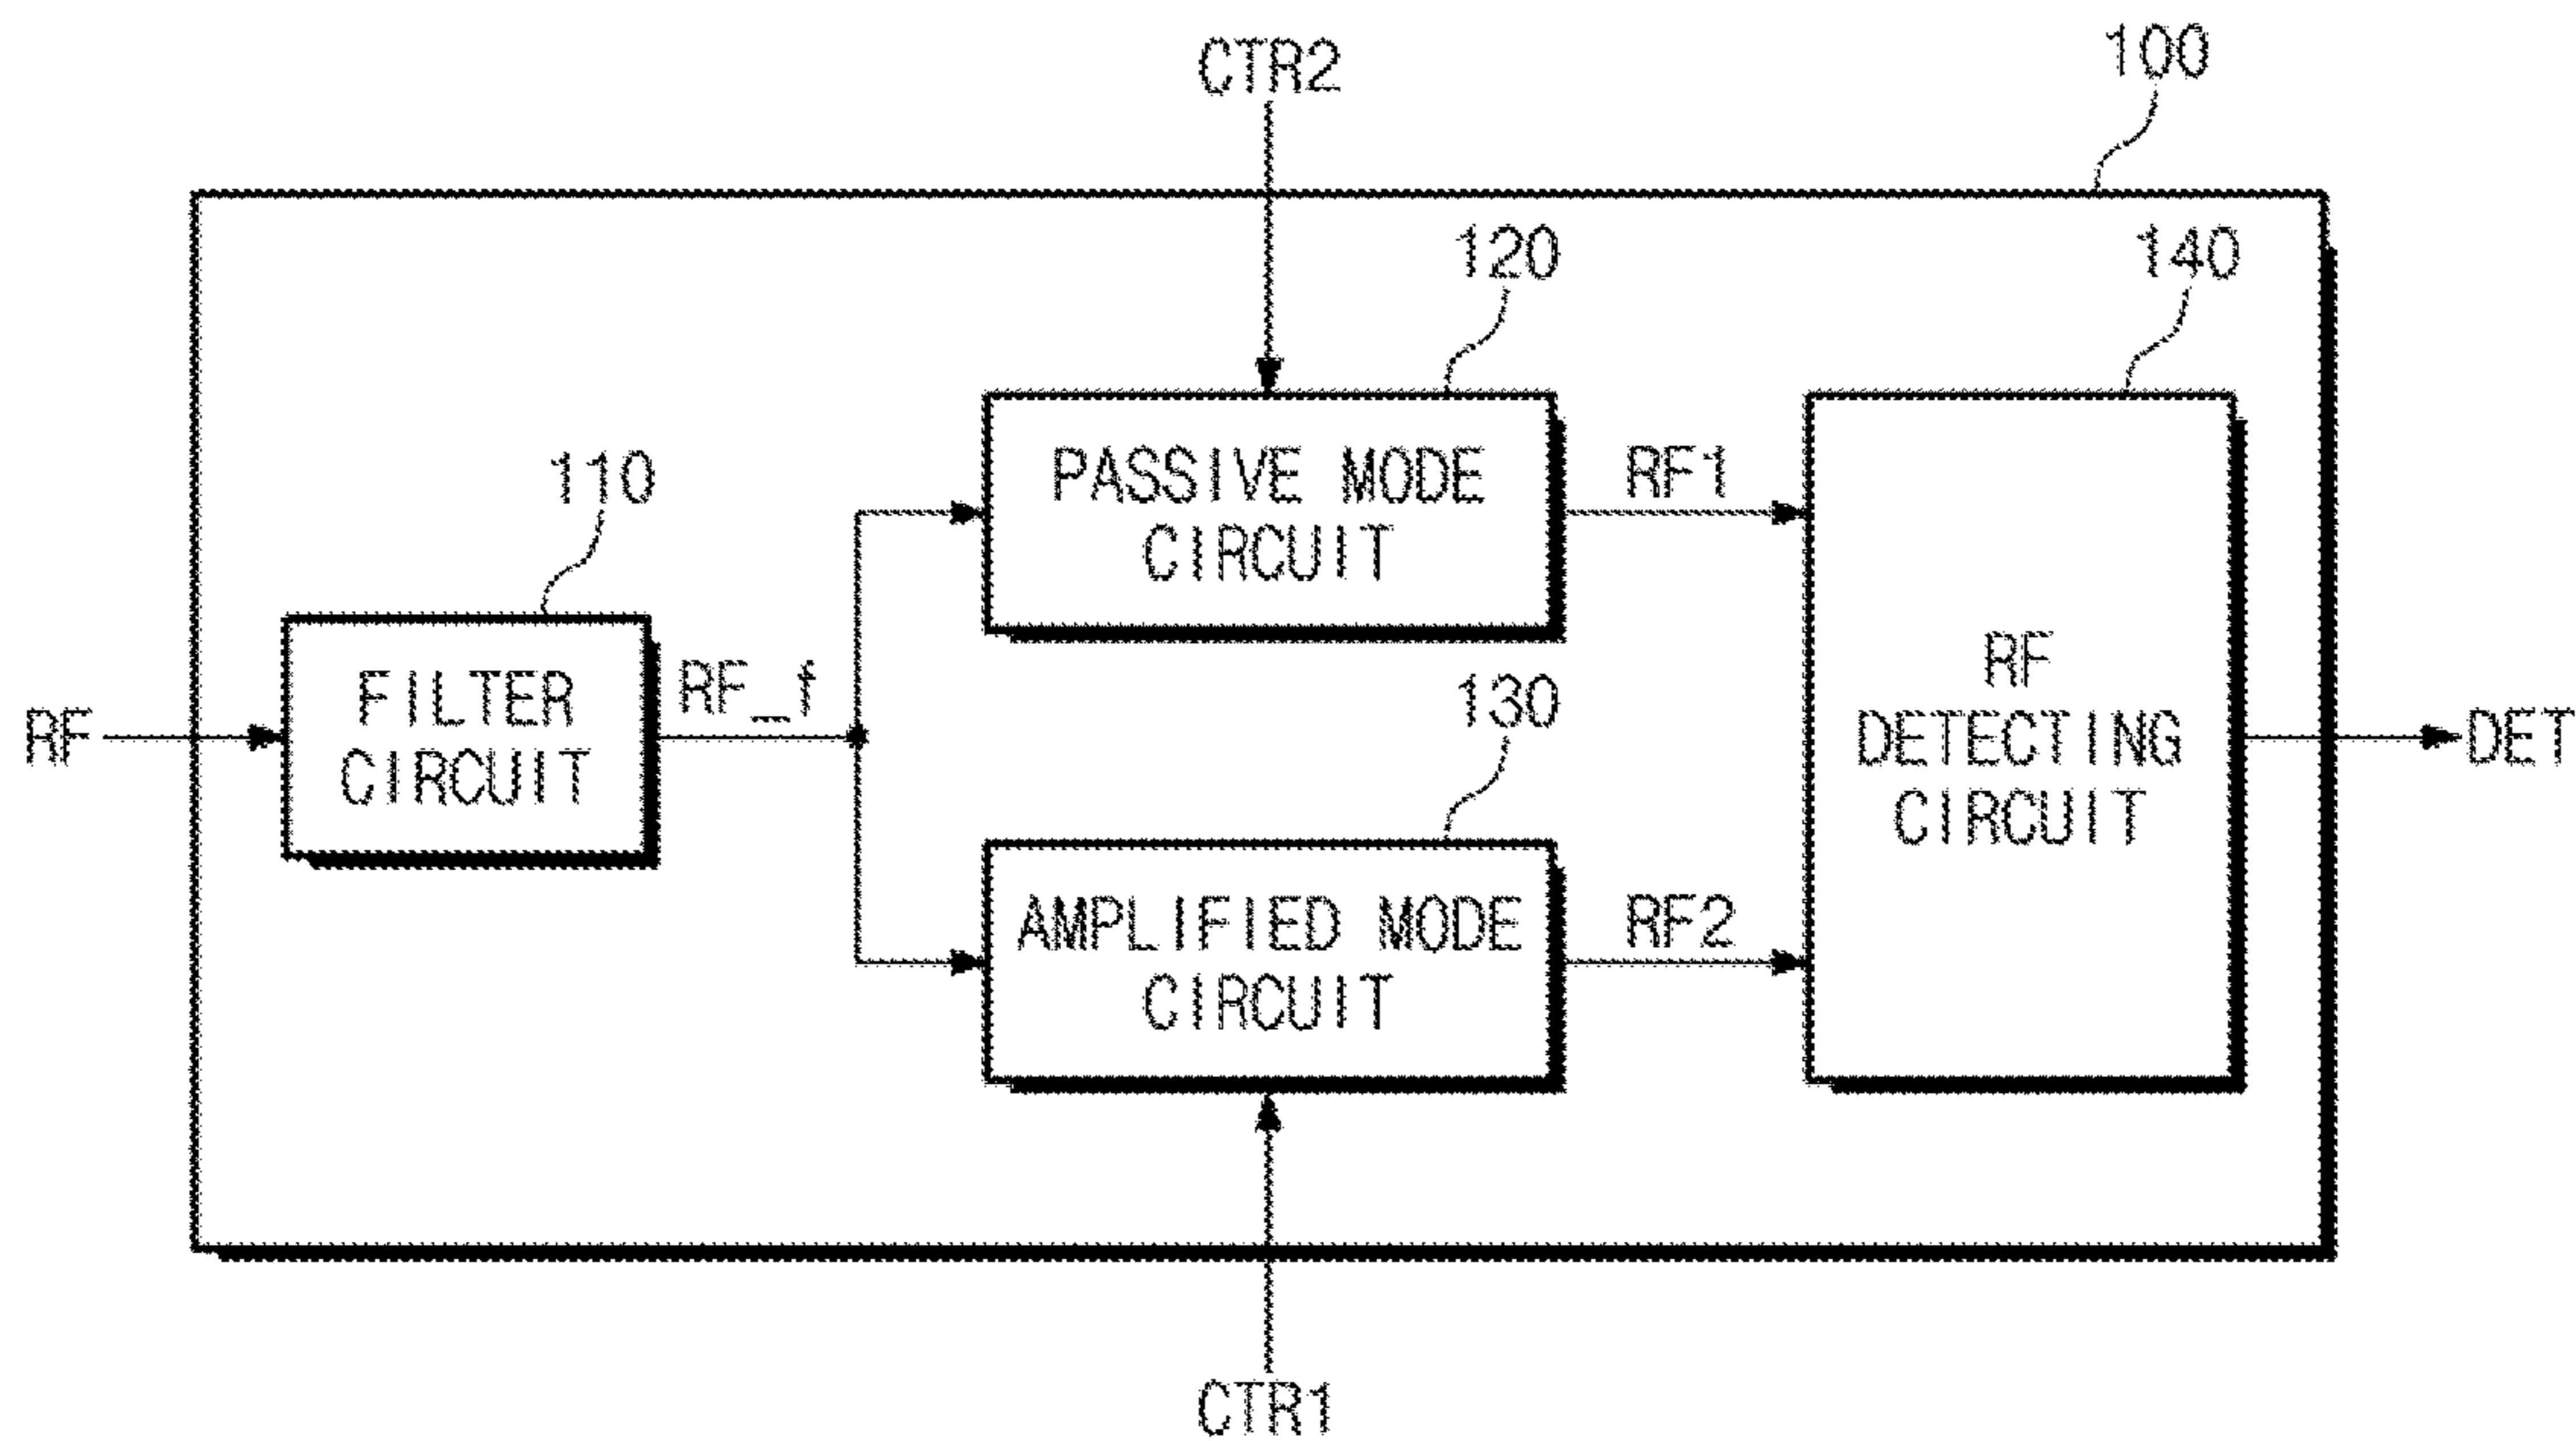 CTR2
100
120
140
110
PASSIVE MODE
CIRCUIT
RF1
RF
FILTER
CIRCUIT
RF_f
130
RF
DETECTING
CIRCUIT
DET
AMPLIFIED MODE
CIRCUIT
RF2
CTR1